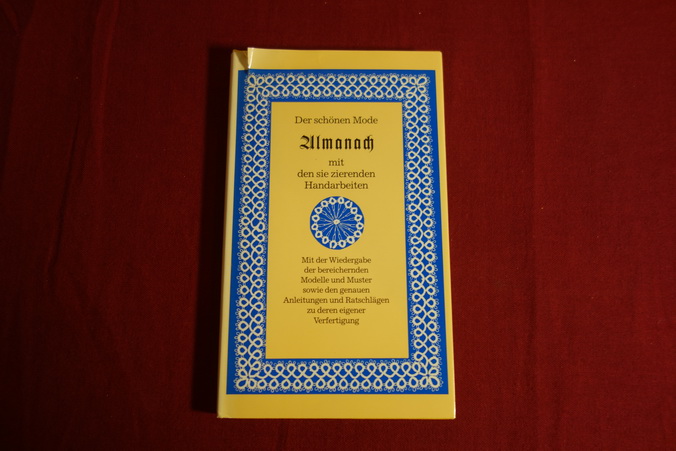 Der schönen Mode
Almanach
mit
den sie zierenden
Handarbeiten
Mit der Wiedergabe
der bereichernden
Modelle und Muster
sowie den genauen
Anleitungen und Ratschlägen
zu deren eigener
Verfertigung